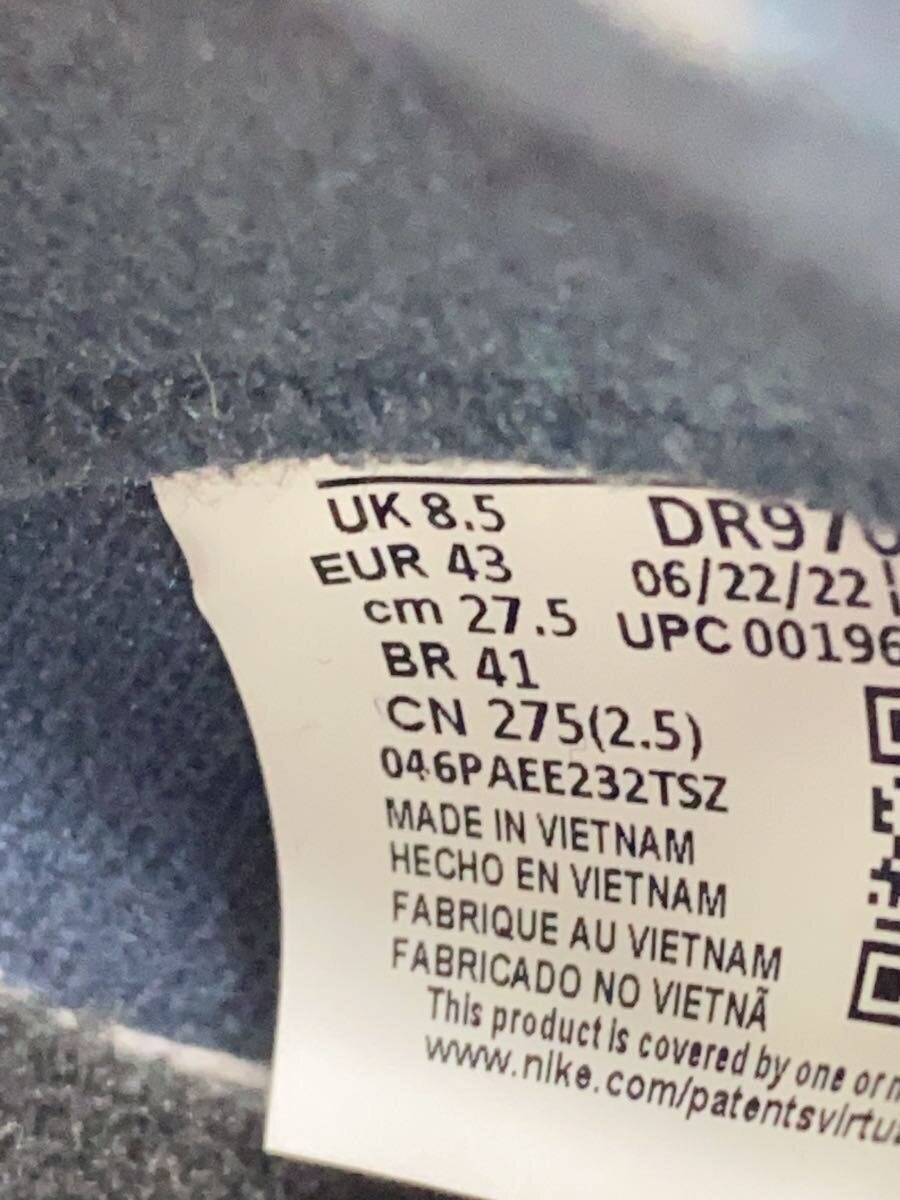 UK 8.5
EUR 43
cm 27.5
BR 41
CN 275(2.5)
046PAEE232TSZ
MADE IN VIETNAM
HECHO EN VIETNAM
FABRIQUE AU VIETNAM
FABRICADO NO VIETNÃ
This product is covered by one or
www.nike.com/patentsvirtu
DR97
06/22/22
UPC 00196